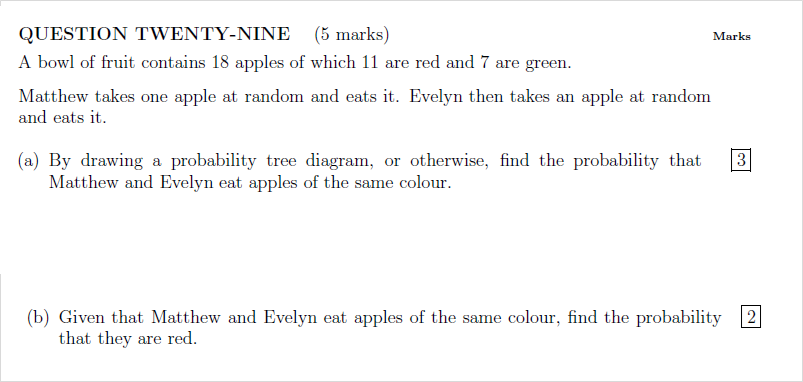 QUESTION TWENTY-NINE (5 marks) Marks
A bowl of fruit contains 18 apples of which 11 are red and 7 are green.
Matthew takes one apple at random and eats it. Evelyn then takes an apple at random
and eats it.
(a) By drawing a probability tree diagram, or otherwise, find the probability that 3
Matthew and Evelyn eat apples of the same colour.
(b) Given that Matthew and Evelyn eat apples of the same colour, find the probability 2
that they are red.